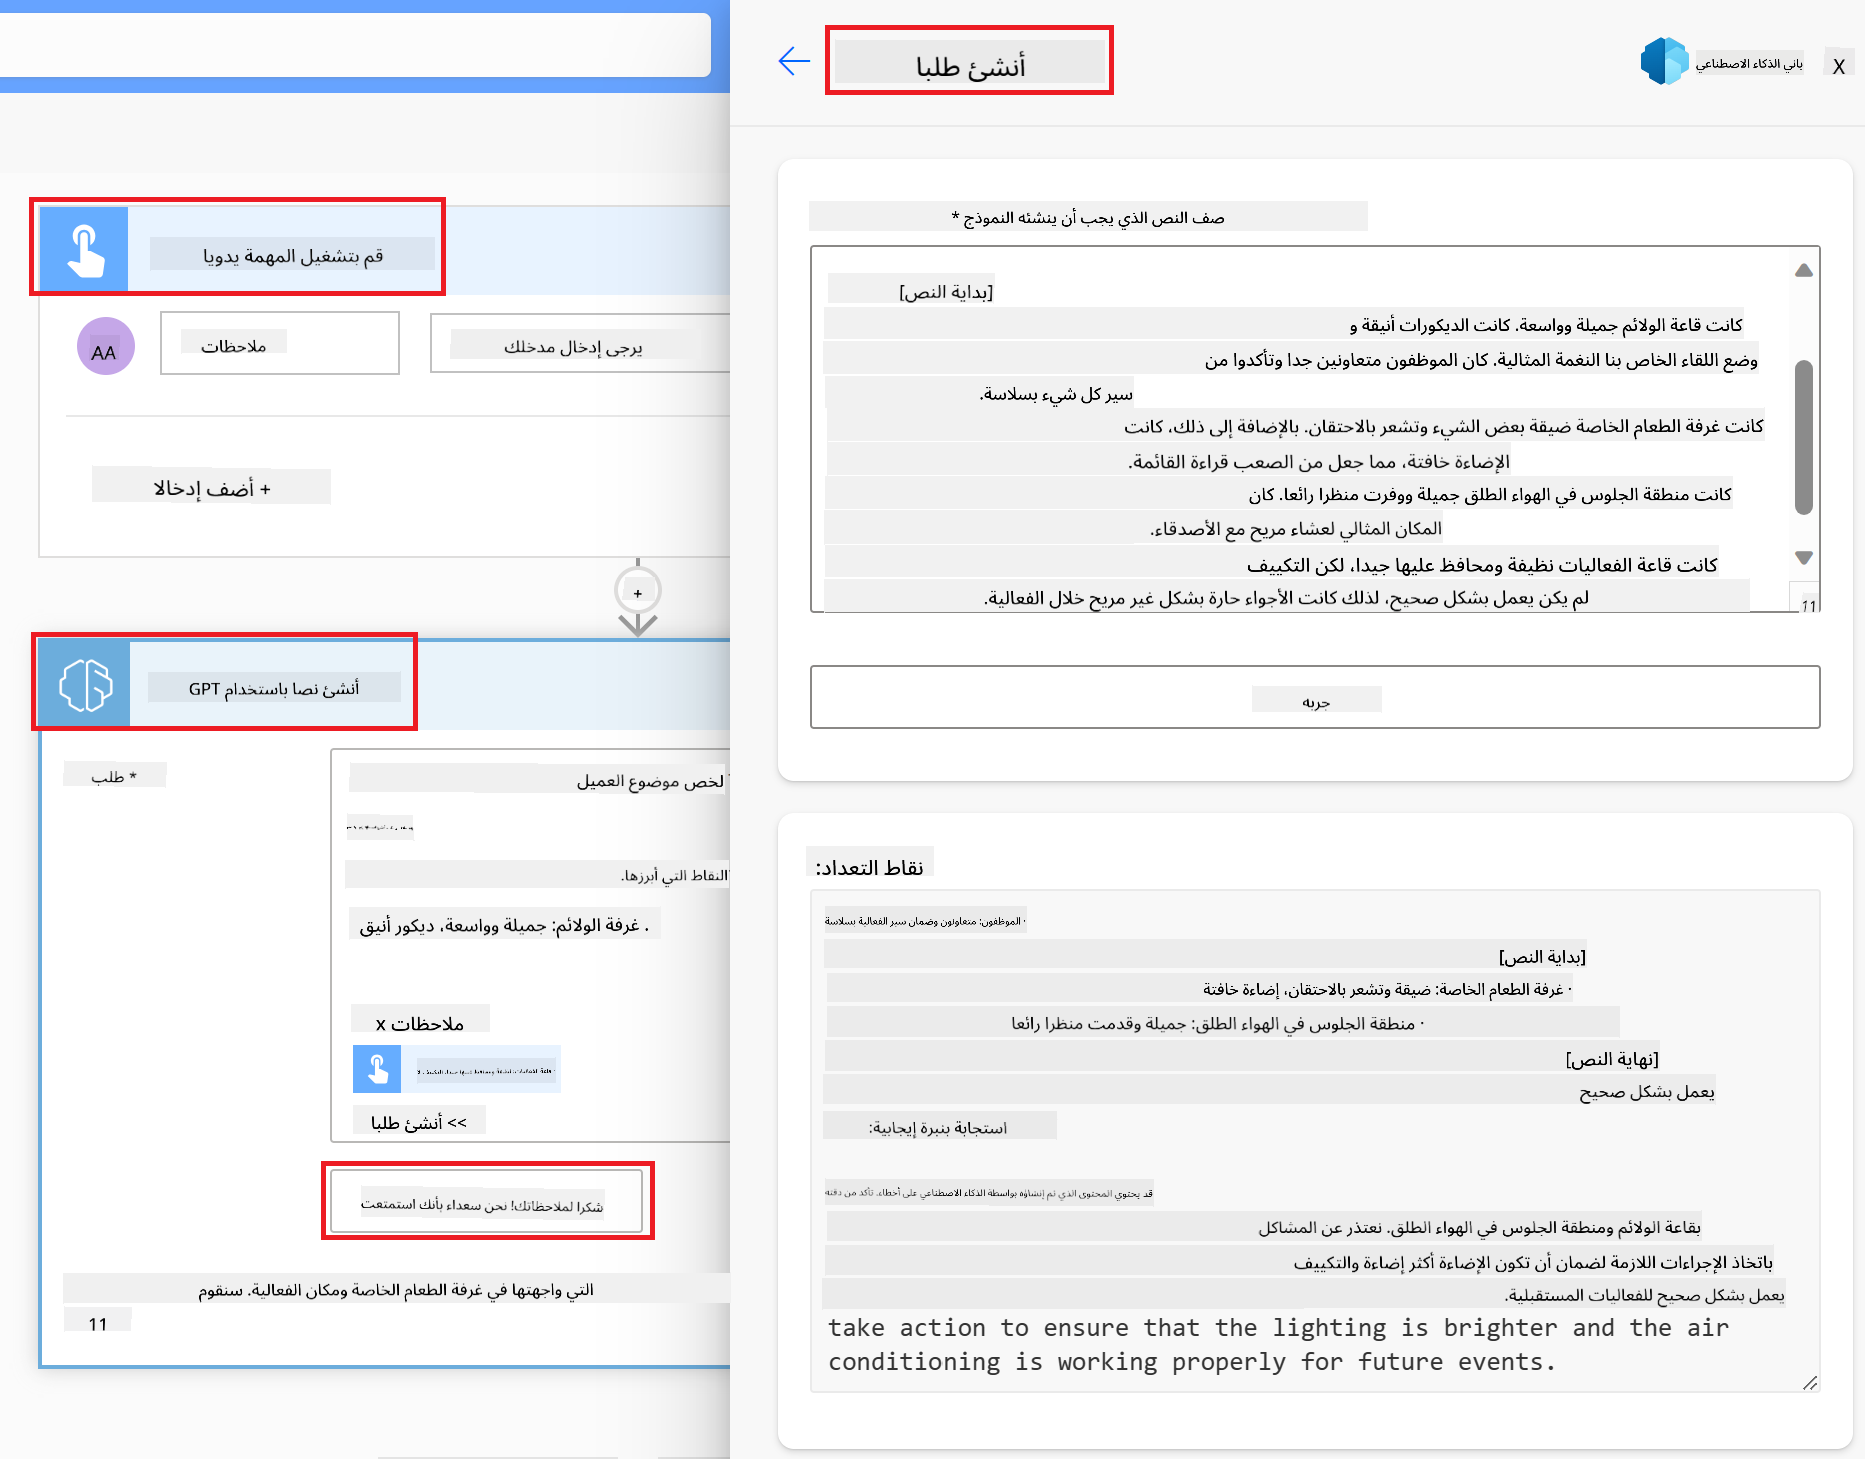 قم بتشغيل المهمة يدويا
AA
ملاحظات
يرجى إدخال مدخلك
+ أضف إدخالا
+
أنشئ نصا باستخدام GPT
* طلب
لخص موضوع العميل
النقاط التي أبرزها.
. غرفة الولائم: جميلة وواسعة، ديكور أنيق
ملاحظات x
>> أنشئ طلبا
شكرا لملاحظاتك! نحن سعداء بأنك استمتعت
التي واجهتها في غرفة الطعام الخاصة ومكان الفعالية. سنقوم
11
أنشئ طلبا
باني الذكاء الاصطناعي
X
صف النص الذي يجب أن ينشئه النموذج *
[بداية النص]
كانت قاعة الولائم جميلة وواسعة. كانت الديكورات أنيقة و
وضع اللقاء الخاص بنا النغمة المثالية. كان الموظفون متعاونين جدا وتأكدوا من
سير كل شيء بسلاسة.
كانت غرفة الطعام الخاصة ضيقة بعض الشيء وتشعر بالاحتقان. بالإضافة إلى ذلك، كانت
الإضاءة خافتة، مما جعل من الصعب قراءة القائمة.
كانت منطقة الجلوس في الهواء الطلق جميلة ووفرت منظرا رائعا. كان
المكان المثالي لعشاء مريح مع الأصدقاء.
كانت قاعة الفعاليات نظيفة ومحافظ عليها جيدا، لكن التكييف
لم يكن يعمل بشكل صحيح، لذلك كانت الأجواء حارة بشكل غير مريح خلال الفعالية.
11
جربه
نقاط التعداد:
· الموظفون: متعاونون وضمان سير الفعالية بسلاسة
[بداية النص]
· غرفة الطعام الخاصة: ضيقة وتشعر بالاحتقان، إضاءة خافتة
· منطقة الجلوس في الهواء الطلق: جميلة وقدمت منظرا رائعا
[نهاية النص]
يعمل بشكل صحيح
استجابة بنبرة إيجابية:
قد يحتوي المحتوى الذي تم إنشاؤه بواسطة الذكاء الاصطناعي على أخطاء. تأكد من دقته
بقاعة الولائم ومنطقة الجلوس في الهواء الطلق. نعتذر عن المشاكل
باتخاذ الإجراءات اللازمة لضمان أن تكون الإضاءة أكثر إضاءة والتكييف
يعمل بشكل صحيح للفعاليات المستقبلية.
take action to ensure that the lighting is brighter and the air
conditioning is working properly for future events.